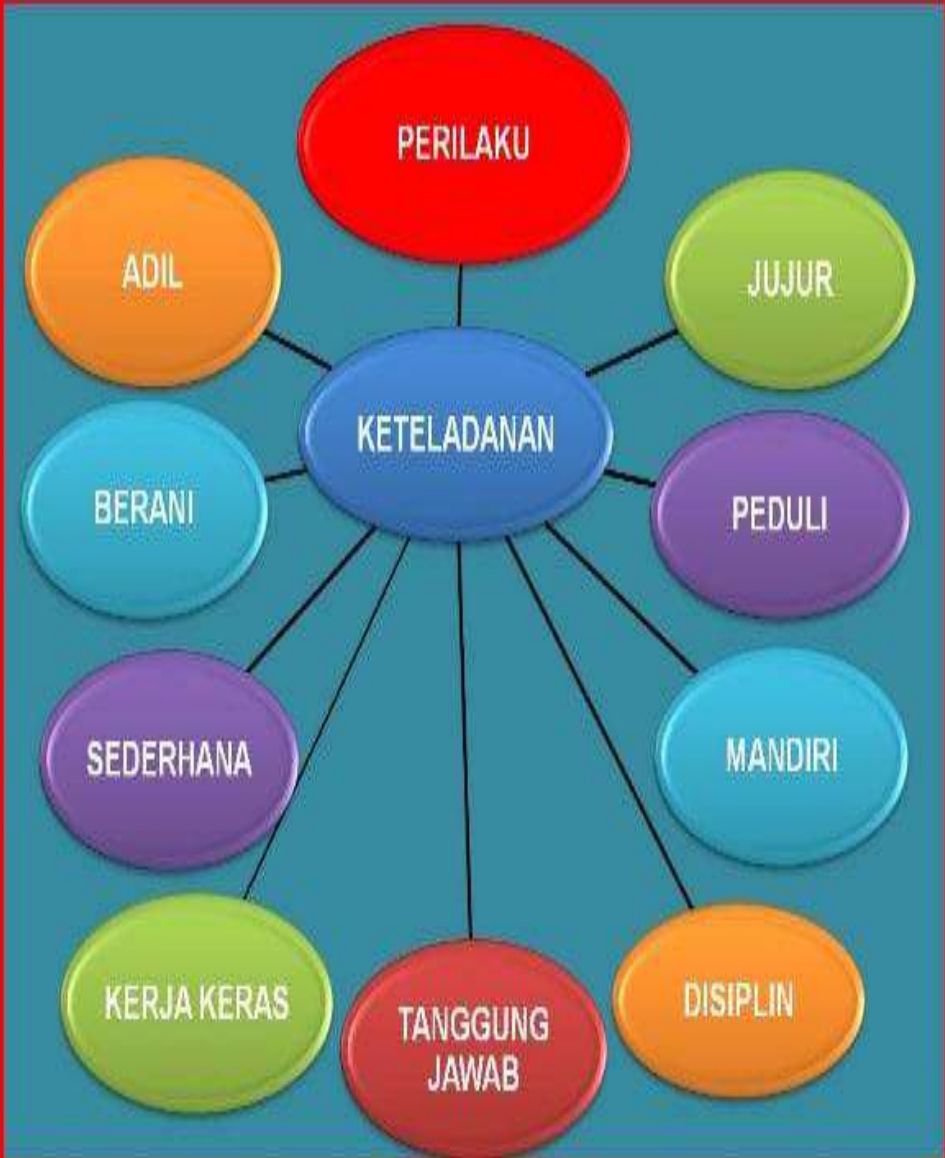 PERILAKU
ADIL
JUJUR
KETELADANAN
BERANI
PEDULI
SEDERHANA
MANDIRI
KERJA KERAS
TANGGUNG
JAWAB
DISIPLIN